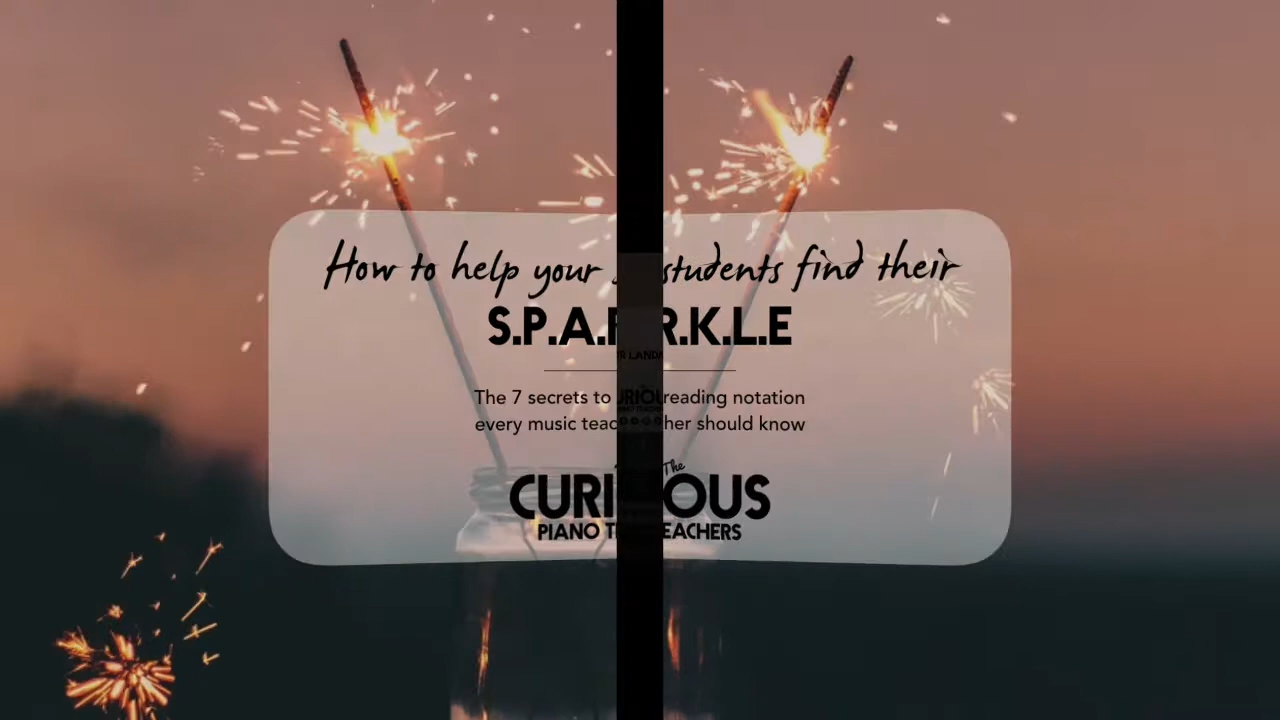 How to help your students find their
S.P.A.R.K.L.E
The 7 secrets to reading notation
every music teacher should know
The
CURIOUS
PIANO TEACHERS